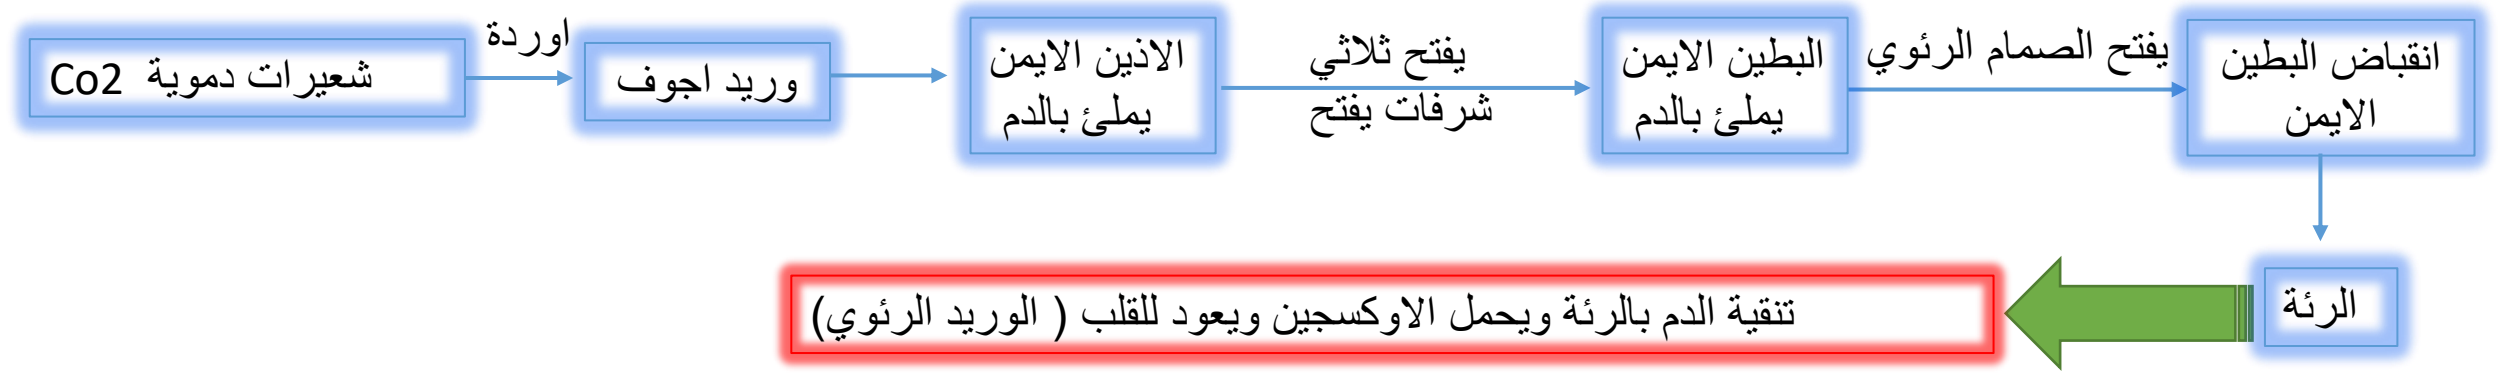 شعيرات دموية Co2
اوردة
وريد اجوف
الاذين الايمن
يملئ بالدم
يفتح ثلاثي
شرفات يفتح
البطين الايمن
يملئ بالدم
يفتح الصمام الرئوي
انقباض البطين
الايمن
الرئة
تنقية الدم بالرئة ويحمل الاوكسجين ويعود للقلب ( الوريد الرئوي)